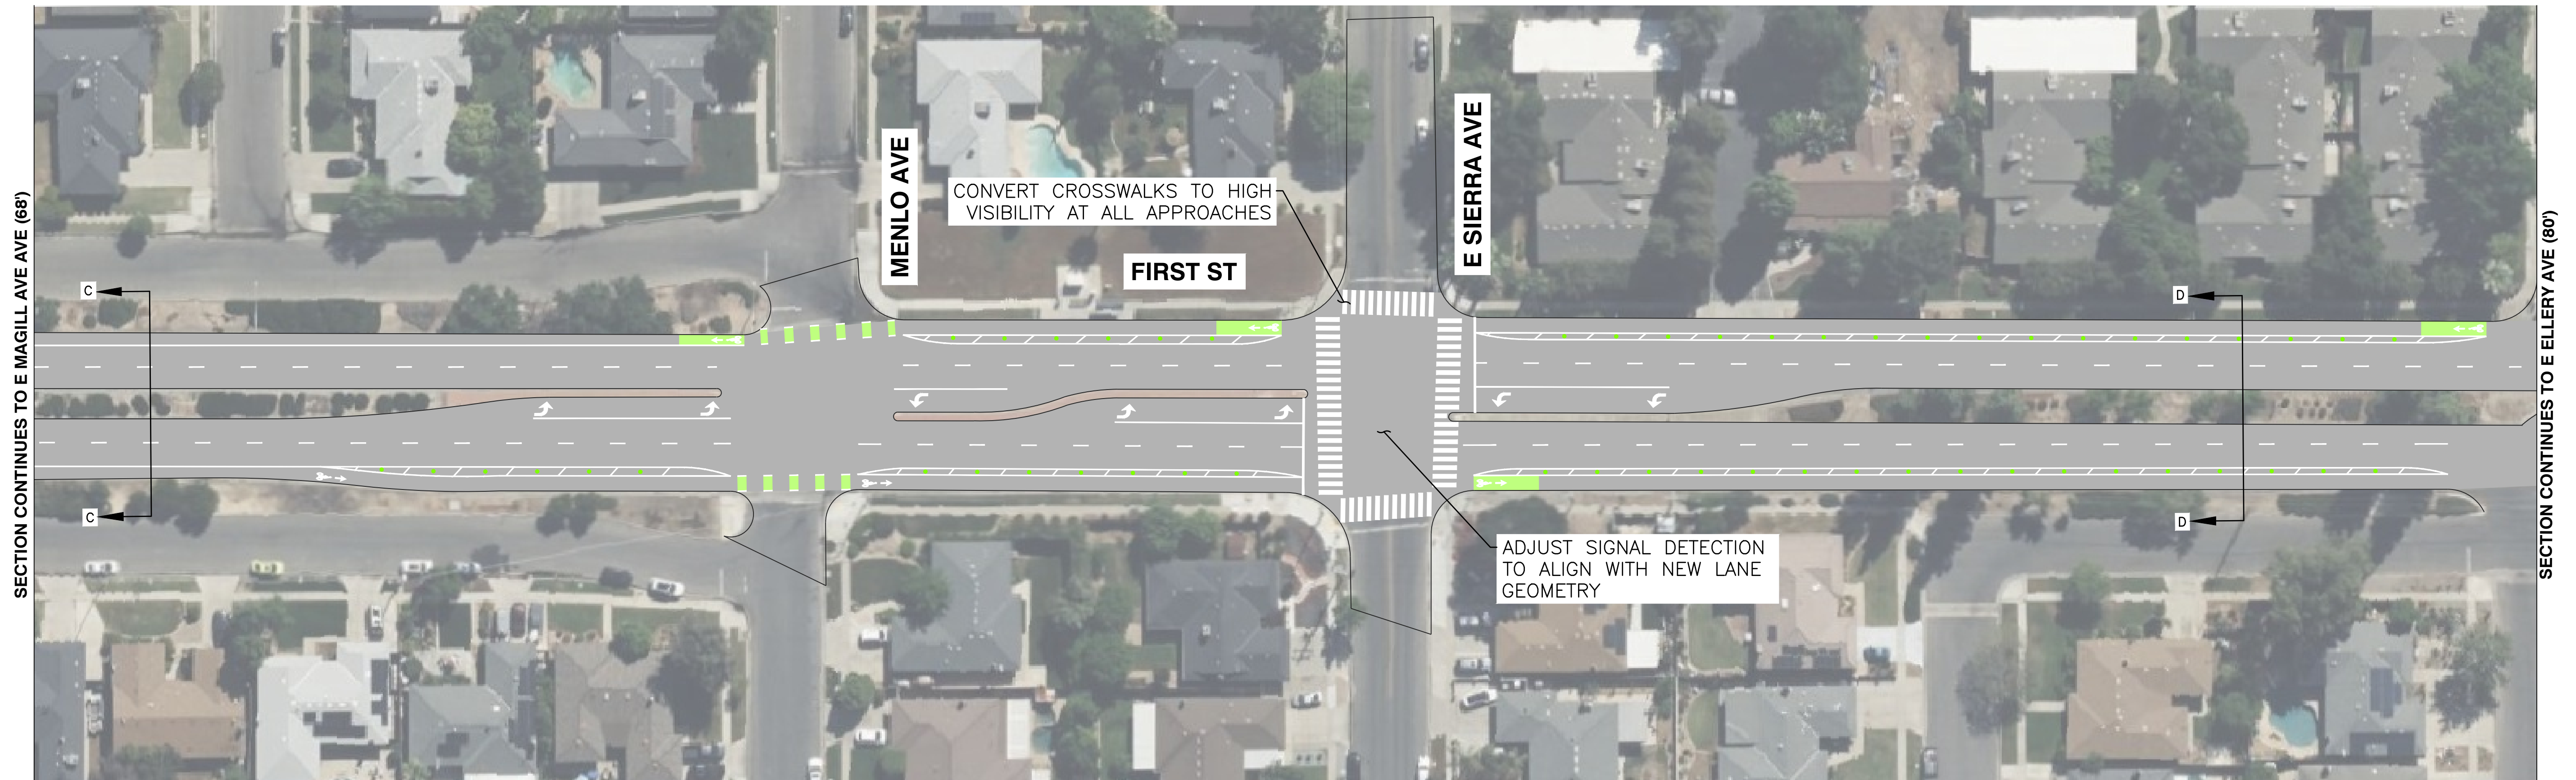 SECTION CONTINUES TO E MAGILL AVE AVE (68')
C
C
MENLO AVE
CONVERT CROSSWALKS TO HIGH
VISIBILITY AT ALL APPROACHES
FIRST ST
E SIERRA AVE
ADJUST SIGNAL DETECTION
TO ALIGN WITH NEW LANE
GEOMETRY
D
D
SECTION CONTINUES TO E ELLERY AVE (80')